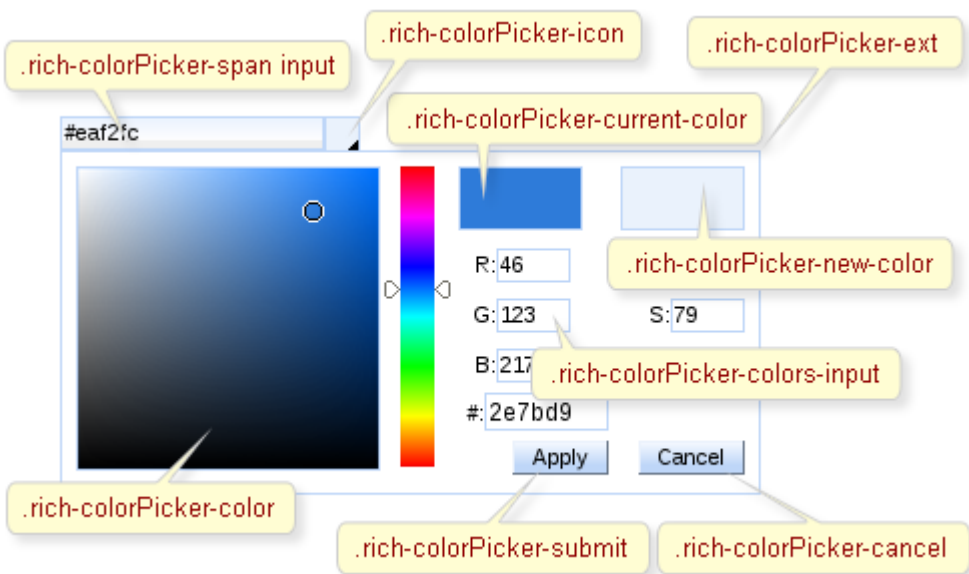 .rich-colorPicker-icon
.rich-colorPicker-ext
.rich-colorPicker-span input
.rich-colorPicker-current-color
#eaf2fc
.rich-colorPicker-new-color
R: 46
G: 123
S: 79
B: 217
.rich-colorPicker-colors-input
#: 2e7bd9
Apply
Cancel
.rich-colorPicker-color
.rich-colorPicker-submit
.rich-colorPicker-cancel